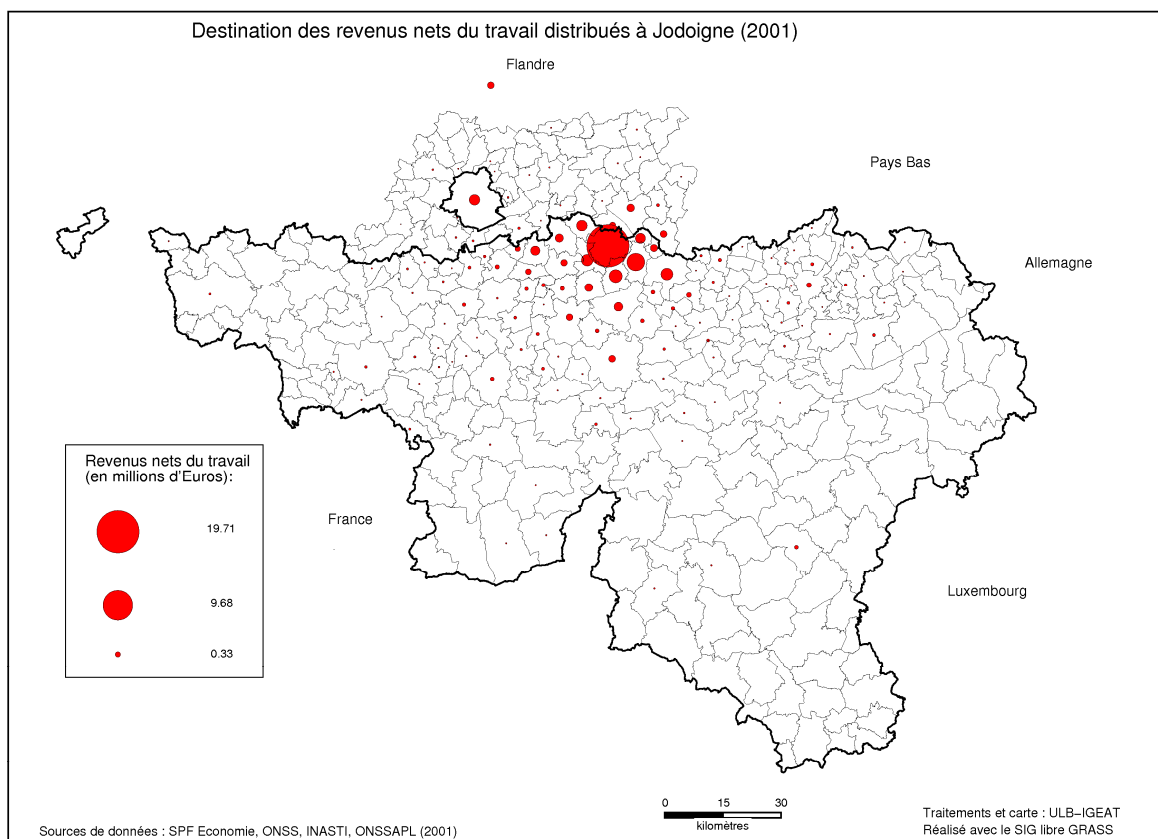 Destination des revenus nets du travail distribués à Jodoigne (2001)
Flandre
Pays Bas
Allemagne
Revenus nets du travail
(en millions d'Euros):
19.71
9.68
0.33
France
Luxembourg
0 15 30
kilomètres
Sources de données : SPF Economie, ONSS, INASTI, ONSSAPL (2001)
Traitements et carte : ULB-IGEAT
Réalisé avec le SIG libre GRASS